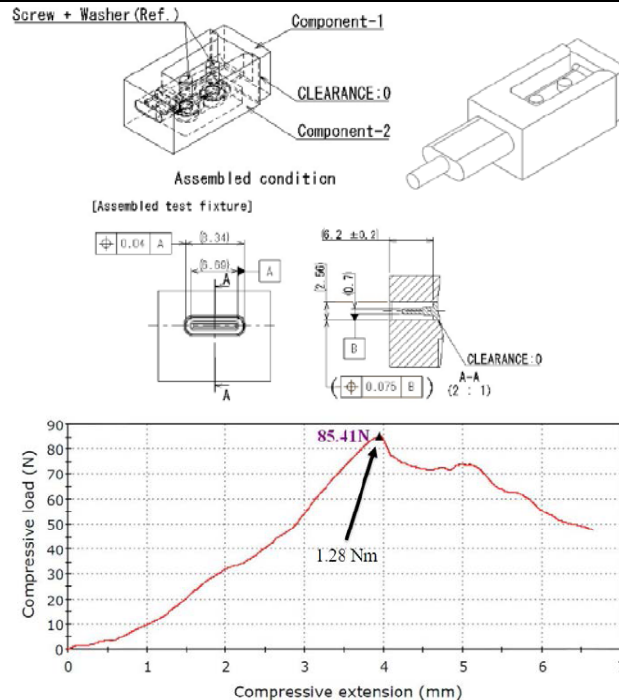 Screw + Washer(Ref.)
Component-1
CLEARANCE:0
Component-2
Assembled condition
[Assembled test fixture]
⌖ 0.04 A
(8.34)
(6.69)
A
A
A
6.2 ±0.2
(2.56)
(0.7)
B
(⌖ 0.075 B)
CLEARANCE:0
A-A
(2 : 1)
90
80
70
60
50
40
30
20
10
0
Compressive load (N)
85.41N
1.28 Nm
0 1 2 3 4 5 6 7
Compressive extension (mm)